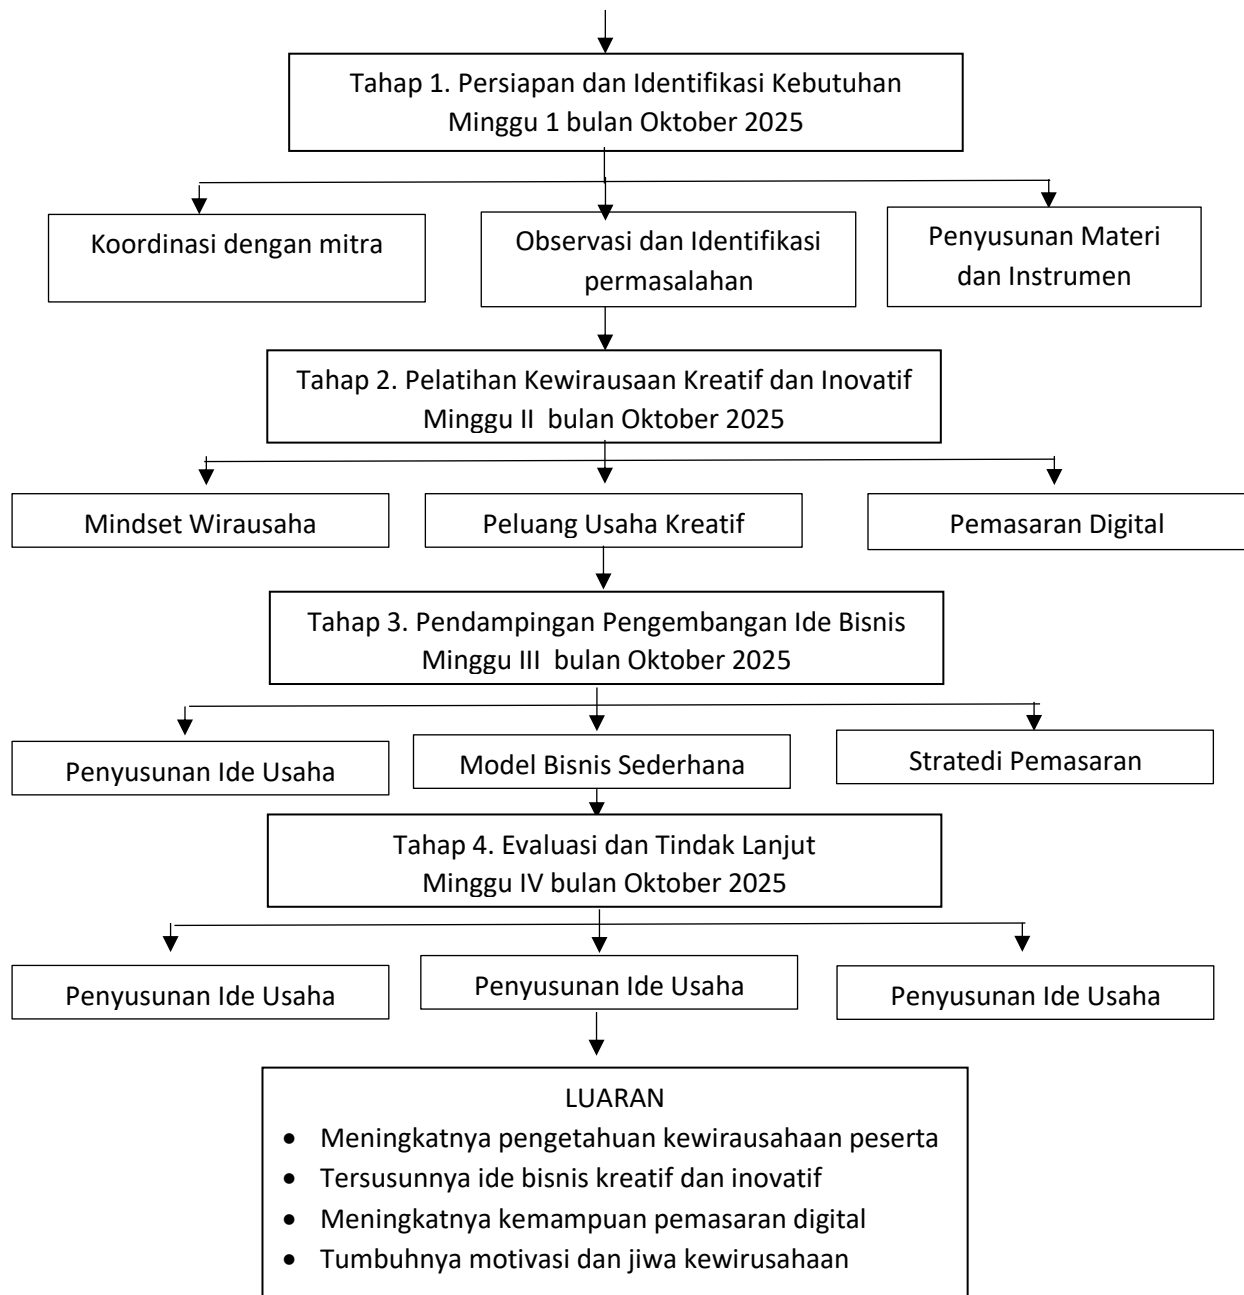 Tahap 1. Persiapan dan Identifikasi Kebutuhan
Minggu 1 bulan Oktober 2025
Koordinasi dengan mitra
Observasi dan Identifikasi
permasalahan
Penyusunan Materi
dan Instrumen
Tahap 2. Pelatihan Kewirausaan Kreatif dan Inovatif
Minggu II bulan Oktober 2025
Mindset Wirausaha
Peluang Usaha Kreatif
Pemasaran Digital
Tahap 3. Pendampingan Pengembangan Ide Bisnis
Minggu III bulan Oktober 2025
Penyusunan Ide Usaha
Model Bisnis Sederhana
Stratedi Pemasaran
Tahap 4. Evaluasi dan Tindak Lanjut
Minggu IV bulan Oktober 2025
Penyusunan Ide Usaha
Penyusunan Ide Usaha
Penyusunan Ide Usaha
LUARAN
• Meningkatnya pengetahuan kewirausahaan peserta
• Tersusunnya ide bisnis kreatif dan inovatif
• Meningkatnya kemampuan pemasaran digital
• Tumbuhnya motivasi dan jiwa kewirusahaan